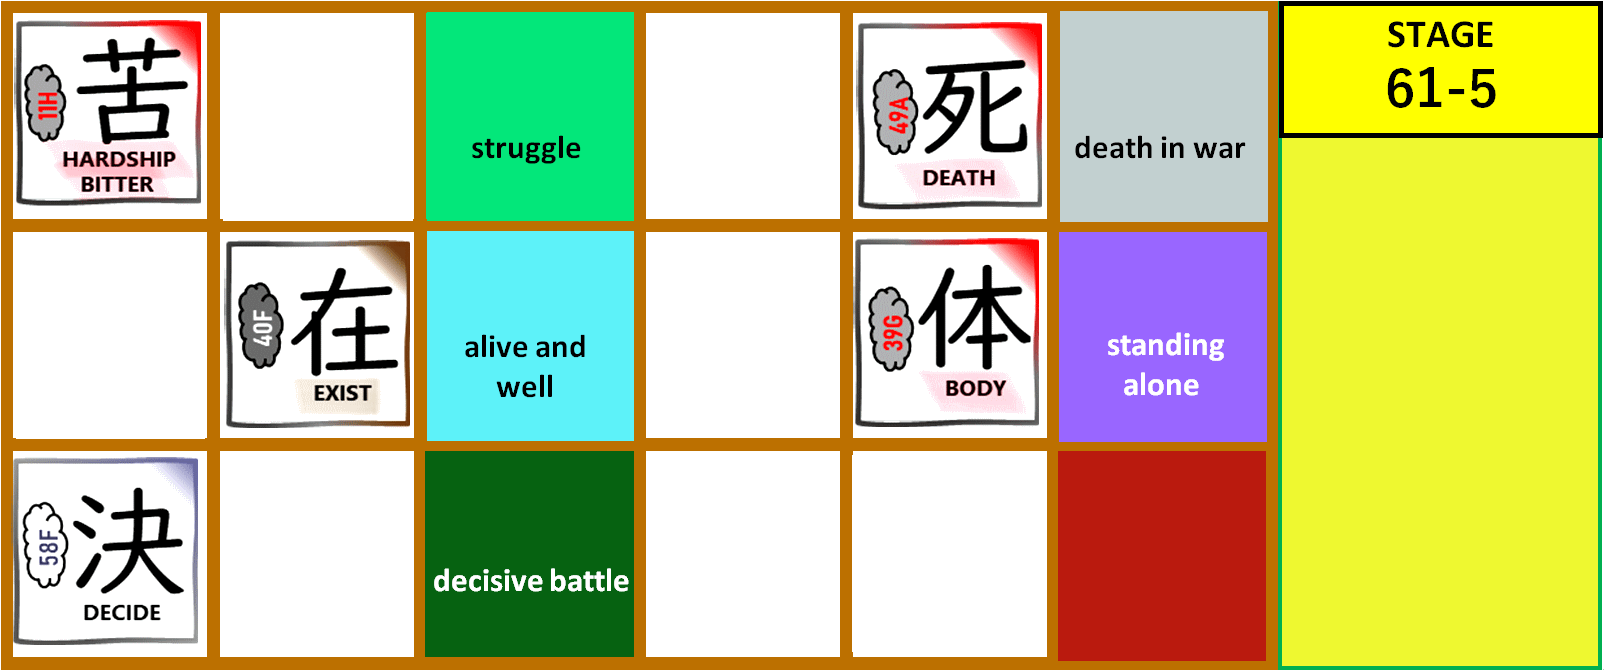 11H
苦
HARDSHIP
BITTER
struggle
49A
死
DEATH
death in war
STAGE
61-5
40F
在
EXIST
alive and
well
39G
体
BODY
standing
alone
58F
決
DECIDE
decisive battle